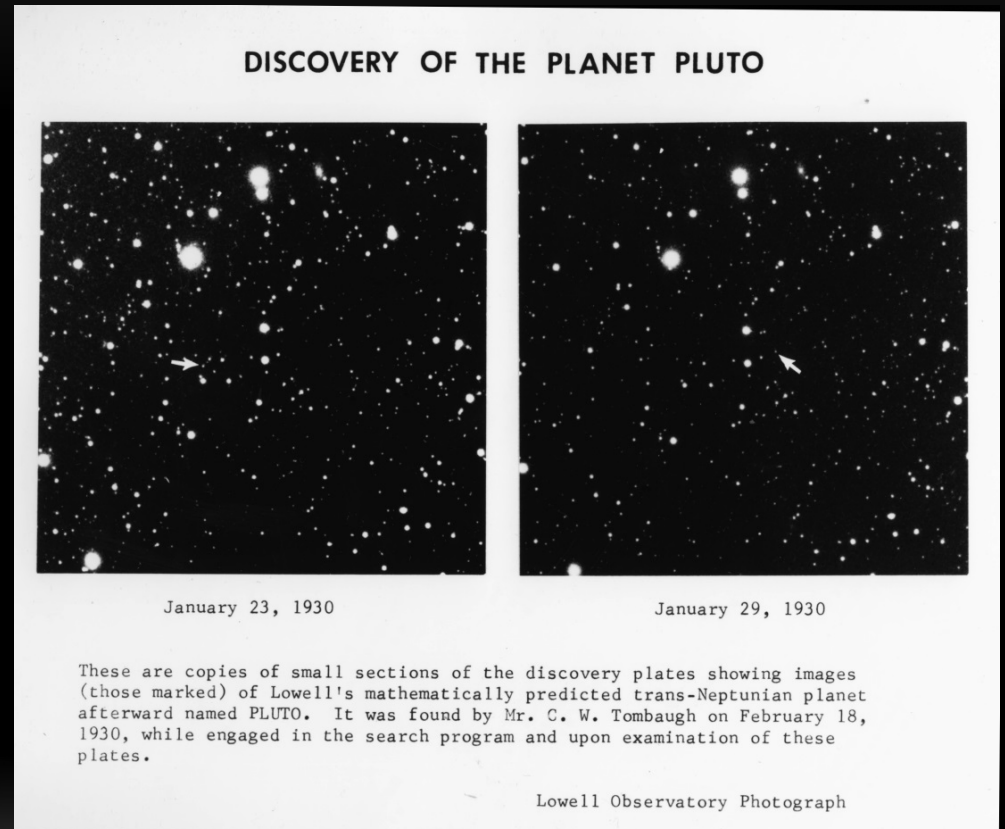 DISCOVERY OF THE PLANET PLUTO
January 23, 1930
January 29, 1930
These are copies of small sections of the discovery plates showing images
(those marked) of Lowell's mathematically predicted trans-Neptunian planet
afterward named PLUTO.  It was found by Mr. C. W. Tombaugh on February 18,
1930, while engaged in the search program and upon examination of these
plates.
Lowell Observatory Photograph